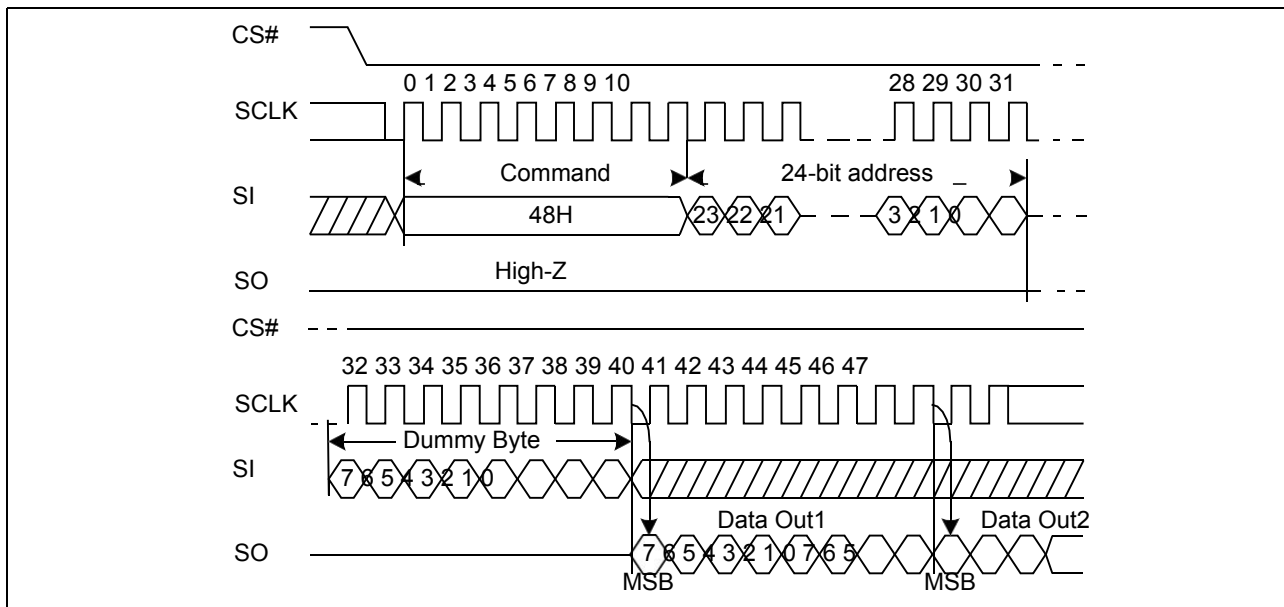 CS#
0 1 2 3 4 5 6 7 8 9 10 28 29 30 31
SCLK
Command 24-bit address
SI
48H 23 22 21 3 2 1 0
High-Z
SO
CS#
32 33 34 35 36 37 38 39 40 41 42 43 44 45 46 47
SCLK
Dummy Byte
SI
7 6 5 4 3 2 1 0
Data Out1 Data Out2
SO
7 6 5 4 3 2 1 0 7 6 5
MSB MSB